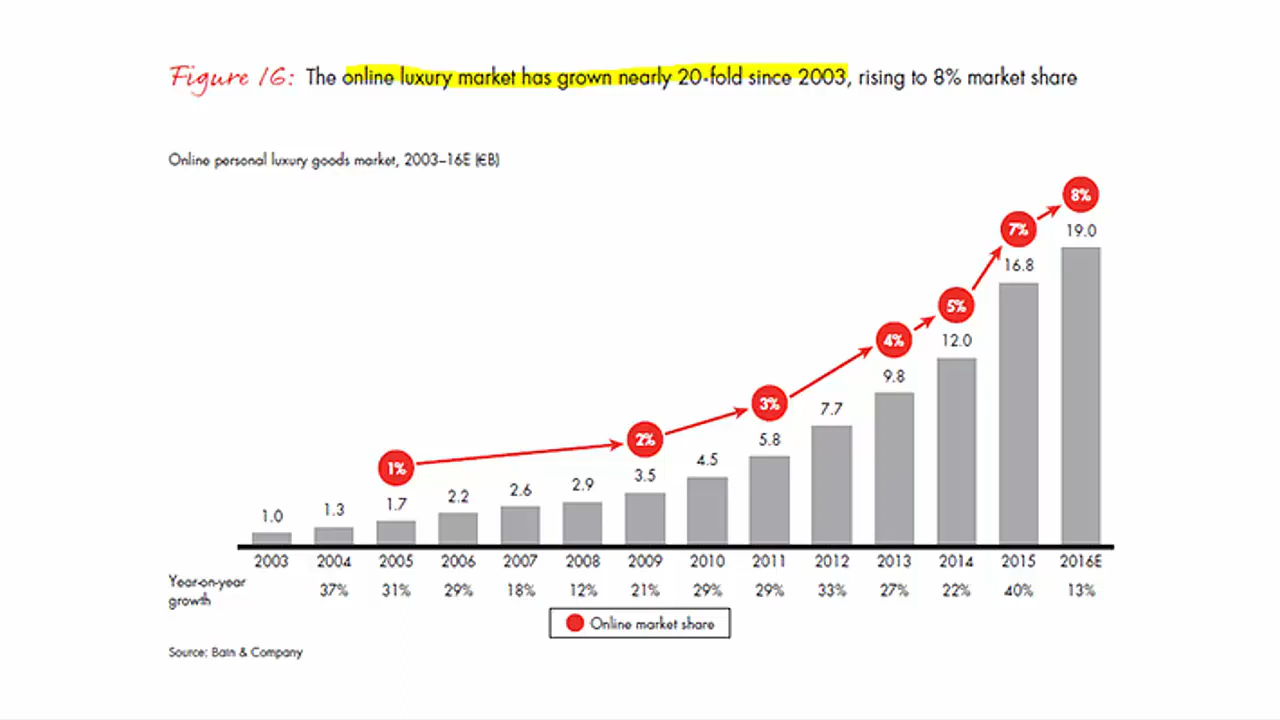 Figure 16: The online luxury market has grown nearly 20-fold since 2003, rising to 8% market share
Online personal luxury goods market, 2003–16E (€B)
8%
19.0
7%
16.8
5%
12.0
4%
9.8
3%
7.7
5.8
2%
4.5
3.5
1%
2.9
2.6
2.2
1.7
1.3
1.0
2003 2004 2005 2006 2007 2008 2009 2010 2011 2012 2013 2014 2015 2016E
Year-on-year
growth
37% 31% 29% 18% 12% 21% 29% 29% 33% 27% 22% 40% 13%
Online market share
Source: Bain & Company